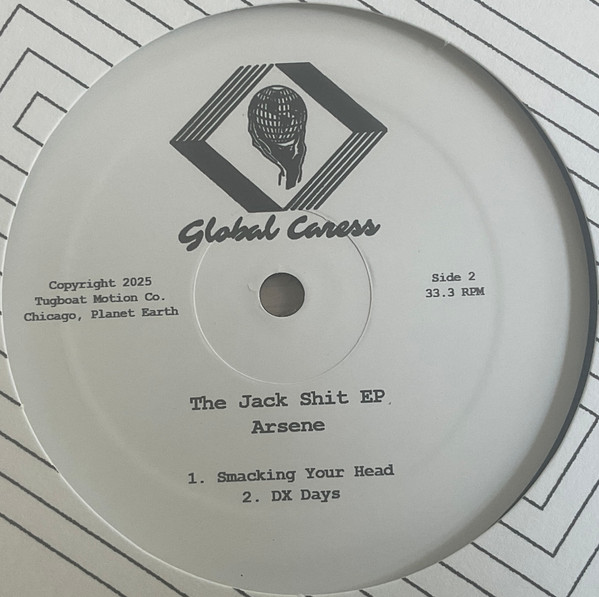 Global Caress
Copyright 2025
Tugboat Motion Co.
Chicago, Planet Earth
Side 2
33.3 RPM
The Jack Shit EP
Arsene
1. Smacking Your Head
2. DX Days